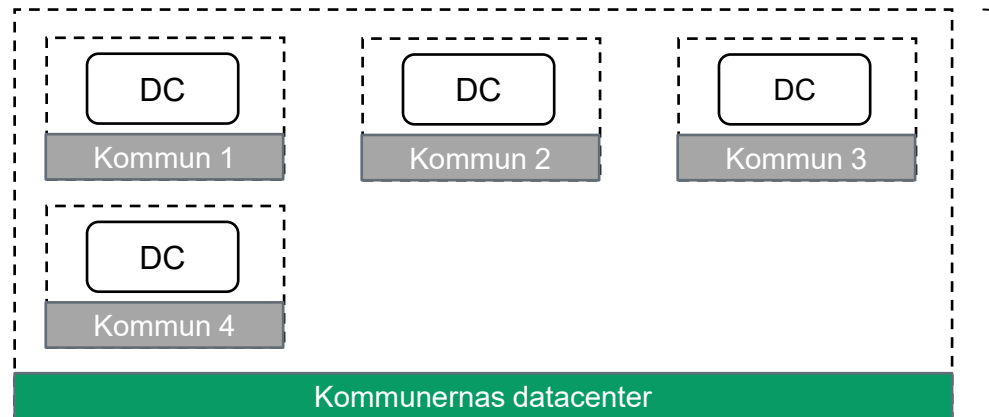 DC
Kommun 1
DC
Kommun 2
DC
Kommun 3
DC
Kommun 4
Kommunernas datacenter